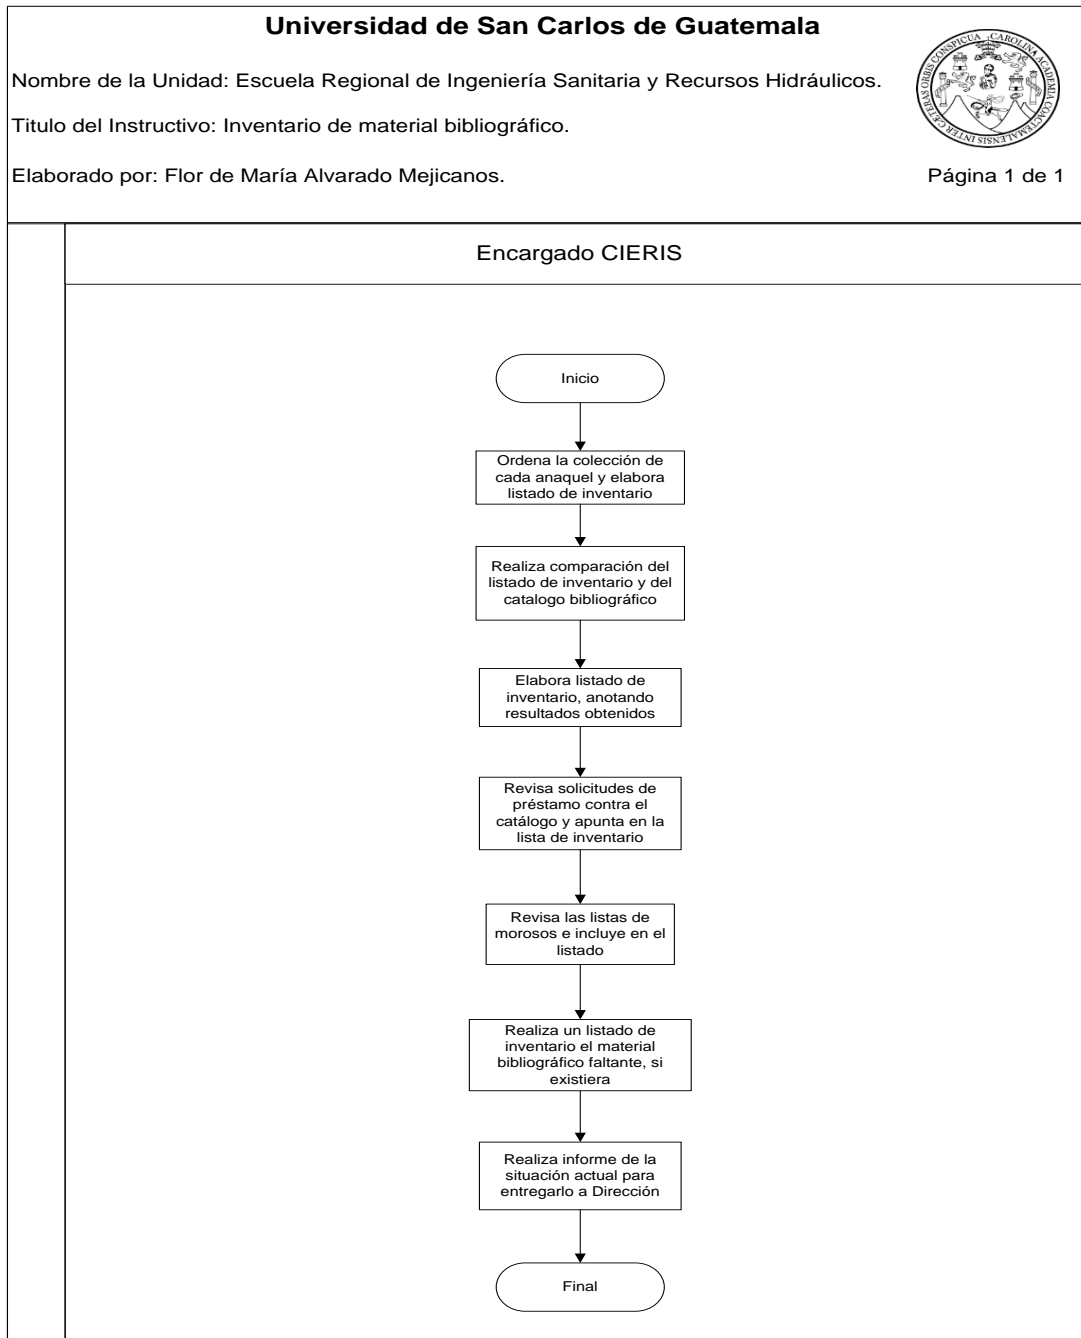 Universidad de San Carlos de Guatemala
Nombre de la Unidad: Escuela Regional de Ingeniería Sanitaria y Recursos Hidráulicos.
Titulo del Instructivo: Inventario de material bibliográfico.
Elaborado por: Flor de María Alvarado Mejicanos.
Página 1 de 1
Encargado CIERIS
Inicio
Ordena la colección de
cada anaquel y elabora
listado de inventario
Realiza comparación del
listado de inventario y del
catalogo bibliográfico
Elabora listado de
inventario, anotando
resultados obtenidos
Revisa solicitudes de
préstamo contra el
catálogo y apunta en la
lista de inventario
Revisa las listas de
morosos e incluye en el
listado
Realiza un listado de
inventario el material
bibliográfico faltante, si
existiera
Realiza informe de la
situación actual para
entregarlo a Dirección
Final